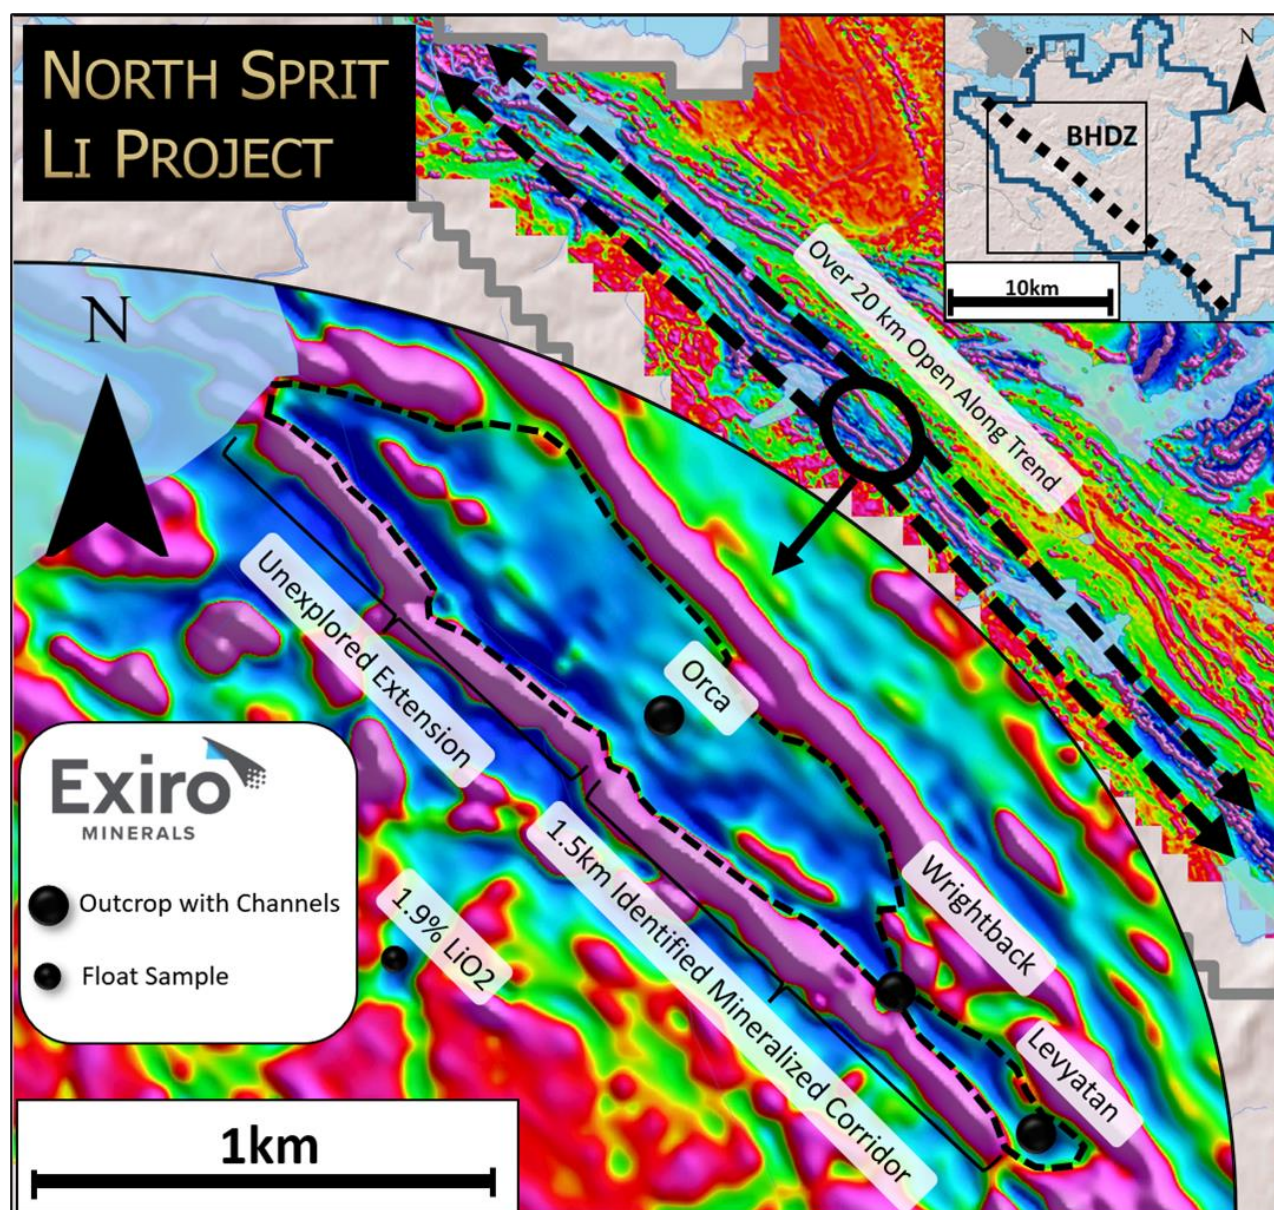 NORTH SPRIT
LI PROJECT
N
BHDZ
10km
Over 20 km Open Along Trend
N
Unexplored Extension
Orca
1.5km Identified Mineralized Corridor
Wrightback
Levyatan
1.9% LiO2
Exiro
MINERALS
Outcrop with Channels
Float Sample
1km